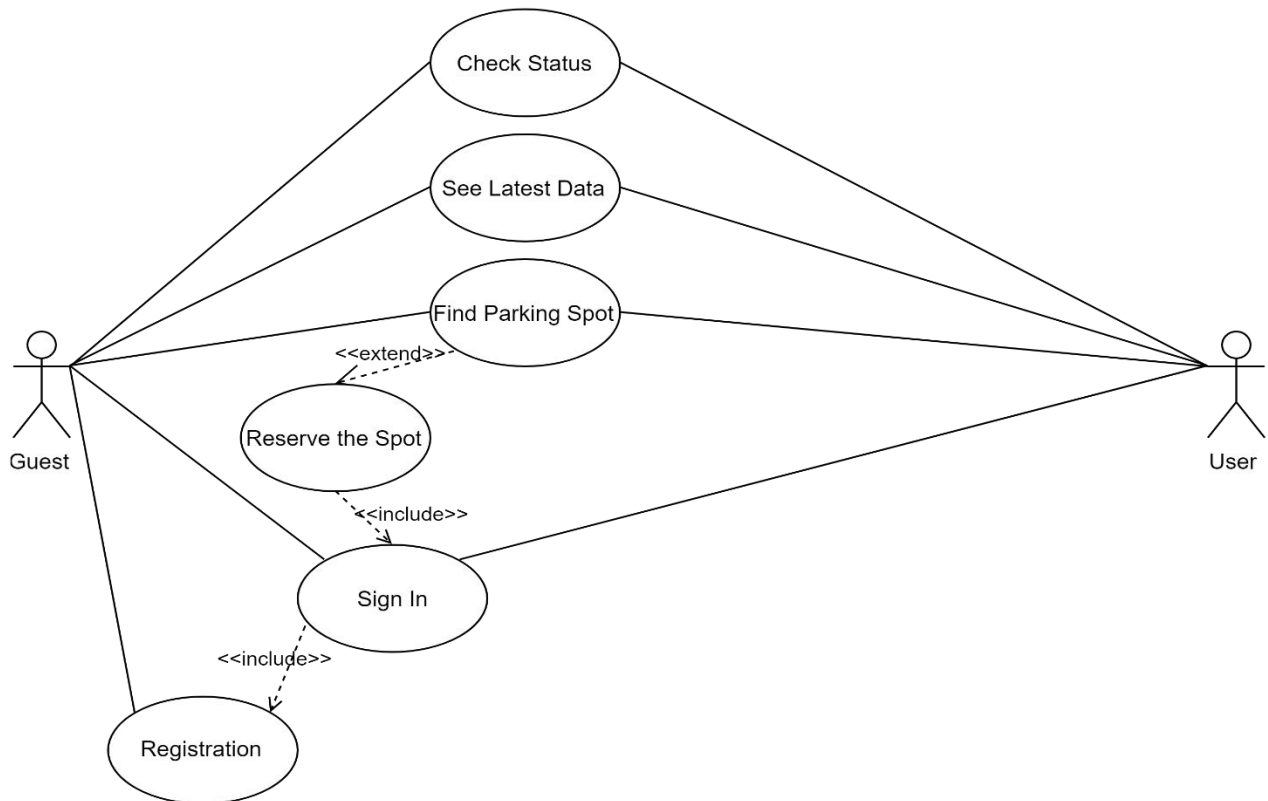 Check Status
See Latest Data
Find Parking Spot
<<extend>>
Reserve the Spot
Guest
User
<<include>>
Sign In
<<include>>
Registration